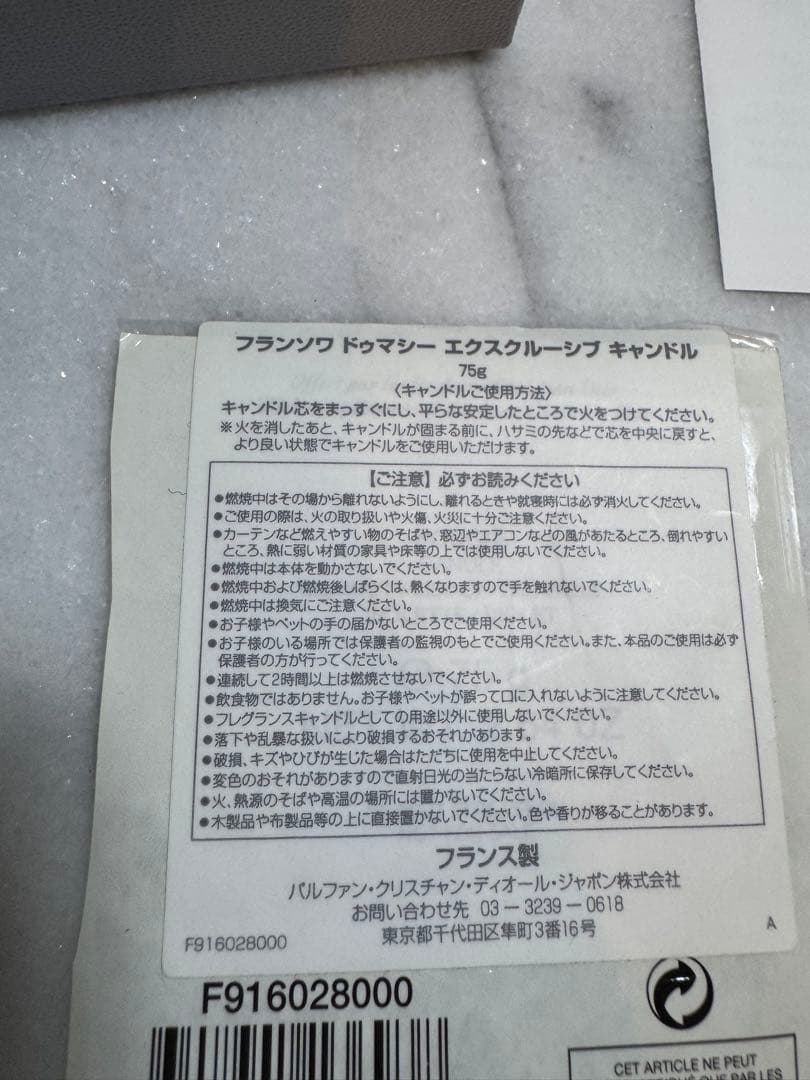 フランソワ ドゥマシー エクスクルーシブ キャンドル
75g
〈キャンドルご使用方法〉
キャンドル芯をまっすぐにし、平らな安定したところで火をつけてください。
※火を消したあと、キャンドルが固まる前に、ハサミの先などで芯を中央に戻すと、
より良い状態でキャンドルをご使用いただけます。
【ご注意】必ずお読みください
●燃焼中はその場から離れないようにし、離れるときや就寝時には必ず消火してください。
●ご使用の際は、火の取り扱いや火傷、火災に十分ご注意ください。
●カーテンなど燃えやすい物のそばや、窓辺やエアコンなどの風があたるところ、倒れやすい
ところ、熱に弱い材質の家具や床等の上では使用しないでください。
●燃焼中は本体を動かさないでください。
●燃焼中および燃焼後しばらくは、熱くなりますので手を触れないでください。
●燃焼中は換気にご注意ください。
●お子様やペットの手の届かないところでご使用ください。
●お子様のいる場所では保護者の監視のもとでご使用ください。また、本品のご使用は必ず
保護者の方が行ってください。
●連続して2時間以上は燃焼させないでください。
●飲食物ではありません。お子様やペットが誤って口に入れないように注意してください。
●フレグランスキャンドルとしての用途以外に使用しないでください。
●落下や乱暴な扱いにより破損するおそれがあります。
●破損、キズやひびが生じた場合はただちに使用を中止してください。
●変色のおそれがありますので直射日光の当たらない冷暗所に保存してください。
●火、熱源のそばや高温の場所には置かないでください。
●木製品や布製品等の上に直接置かないでください。色や香りが移ることがあります。
フランス製
パルファン・クリスチャン・ディオール・ジャポン株式会社
お問い合わせ先 03-3239-0618
東京都千代田区隼町3番16号
F916028000
A
F916028000
CET ARTICLE NE PEUT
QUE PAR LES